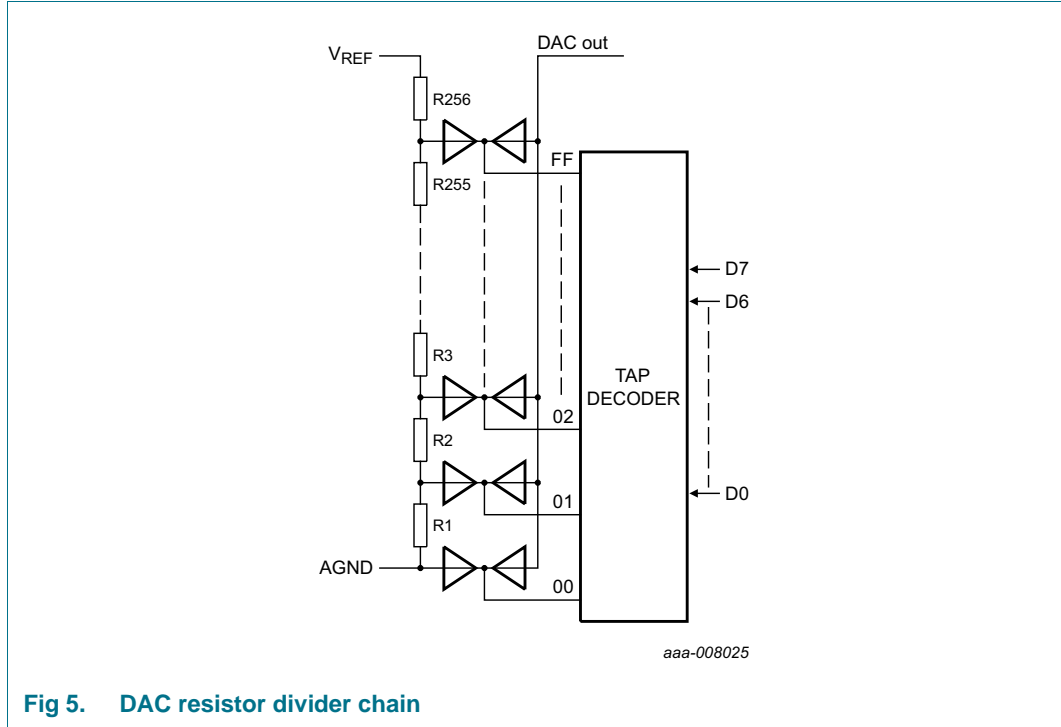 DAC out
VREF
R256
FF
R255
D7
D6
R3
TAP
DECODER
02
R2
D0
01
R1
AGND
00
aaa-008025
Fig 5. DAC resistor divider chain